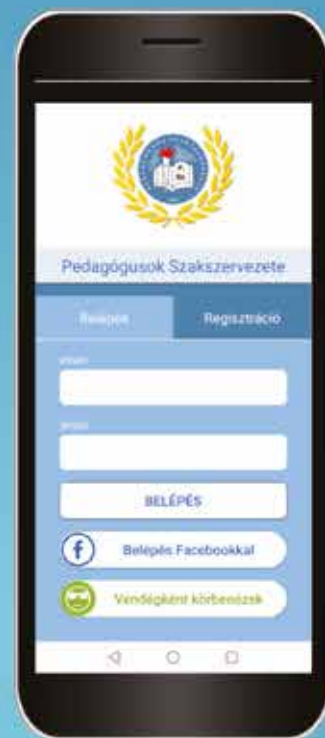 Pedagógusok Szakszervezete
Belépés Regisztráció
BELÉPÉS
Belépés Facebookkal
Vendégként körbenézek